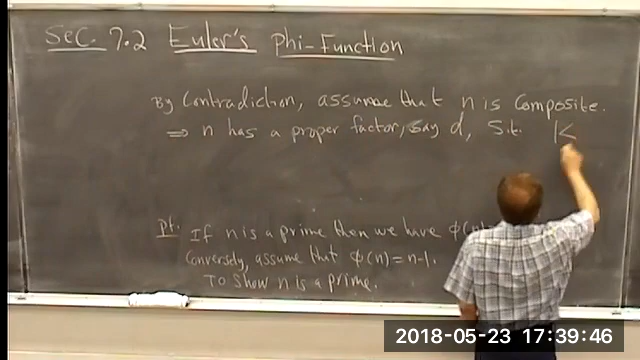 Sec. 7.2 Euler's Phi-Function
By Contradiction, assume that n is Composite.
⇒ n has a proper factor, say d, S.t. 1<
Pf. If n is a prime then we have φ(n)
Conversely, assume that φ(n) = n-1.
To show n is a prime.
2018-05-23 17:39:46